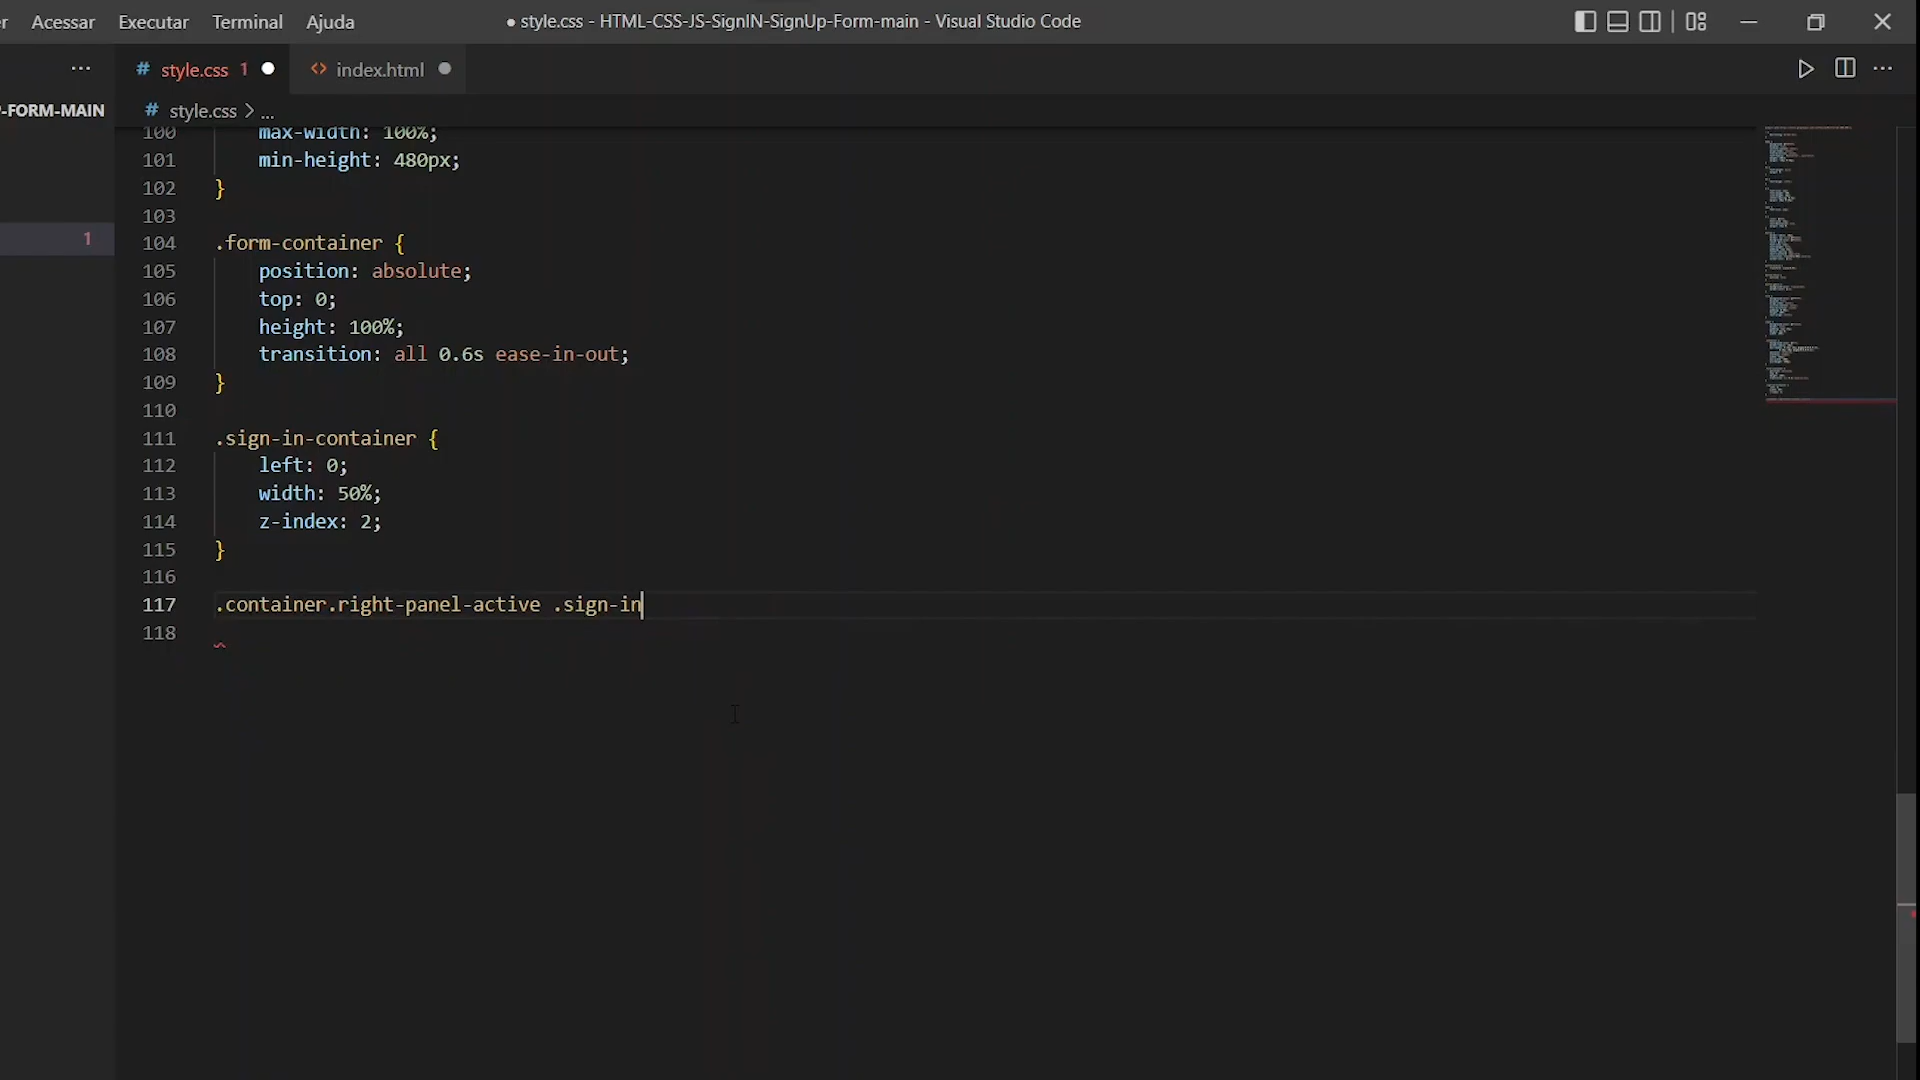 r Acessar Executar Terminal Ajuda ● style.css - HTML-CSS-JS-SignIN-SignUp-Form-main - Visual Studio Code
... # style.css 1 ● <> index.html ● ...
-FORM-MAIN # style.css > ...
100 max-width: 100%;
101 min-height: 480px;
102 }
103
1 104 .form-container {
105 position: absolute;
106 top: 0;
107 height: 100%;
108 transition: all 0.6s ease-in-out;
109 }
110
111 .sign-in-container {
112 left: 0;
113 width: 50%;
114 z-index: 2;
115 }
116
117 .container.right-panel-active .sign-in
118